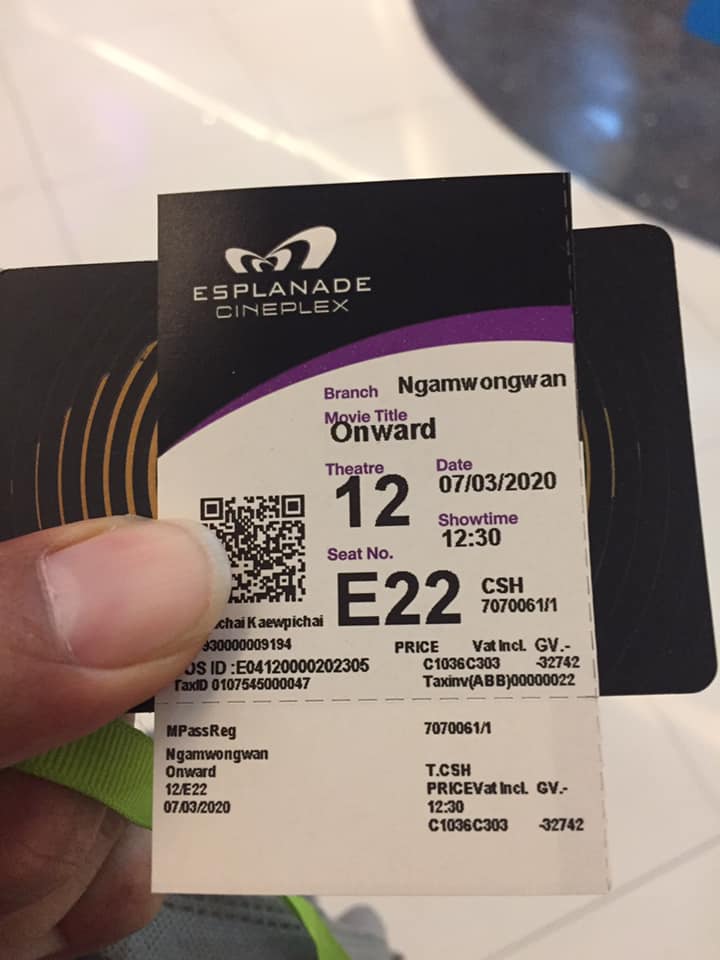 ESPLANADE
CINEPLEX
Branch Ngamwongwan
Movie Title
Onward
Theatre Date
12 07/03/2020
Showtime
12:30
Seat No.
E22 CSH
7070061/1
Kaewpichai
PRICE Vat Incl. GV.-
OS ID :E04120000202305 C1036C303 -32742
TaxID 0107545000047 Taxinv(ABB)00000022
MPassReg 7070061/1
Ngamwongwan
Onward T.CSH
12/E22 PRICEVat Incl. GV.-
07/03/2020 12:30
C1036C303 -32742